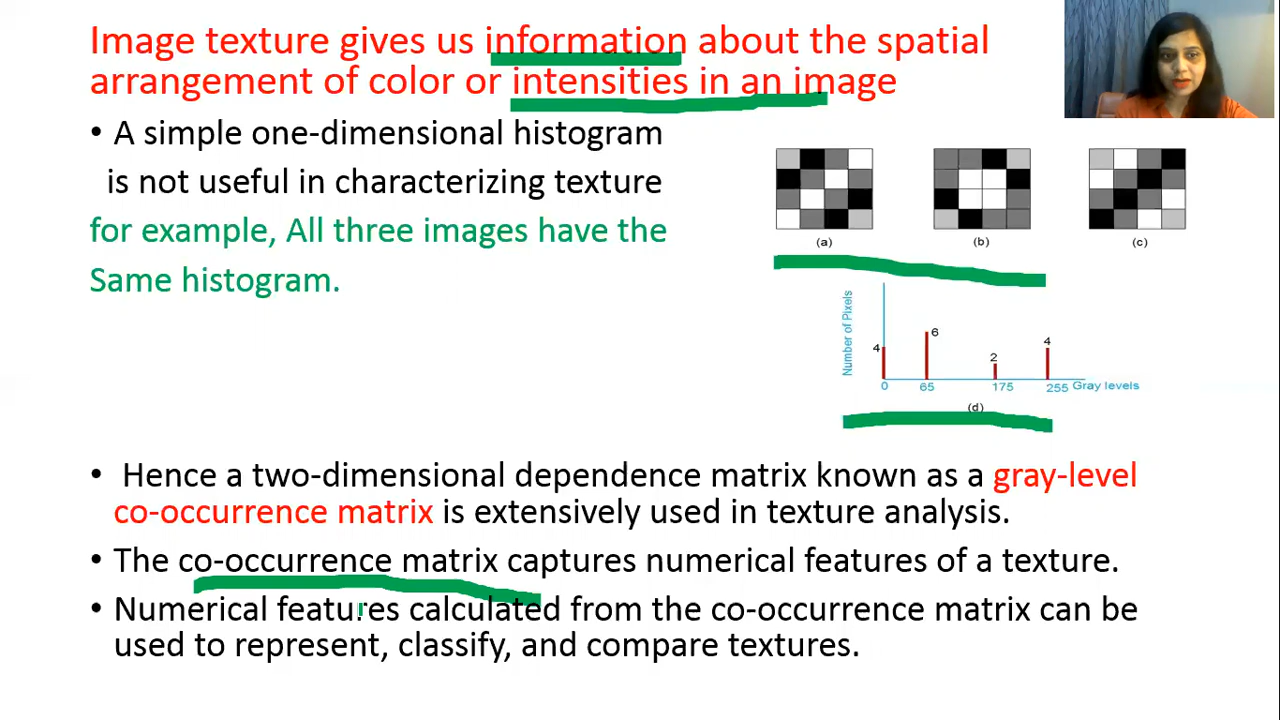 Image texture gives us information about the spatial
arrangement of color or intensities in an image
• A simple one-dimensional histogram
is not useful in characterizing texture
for example, All three images have the
Same histogram.
(a)
(b)
(c)
Number of Pixels
4
6
2
4
0
65
175
255
Gray levels
(d)
• Hence a two-dimensional dependence matrix known as a gray-level
co-occurrence matrix is extensively used in texture analysis.
• The co-occurrence matrix captures numerical features of a texture.
• Numerical features calculated from the co-occurrence matrix can be
used to represent, classify, and compare textures.